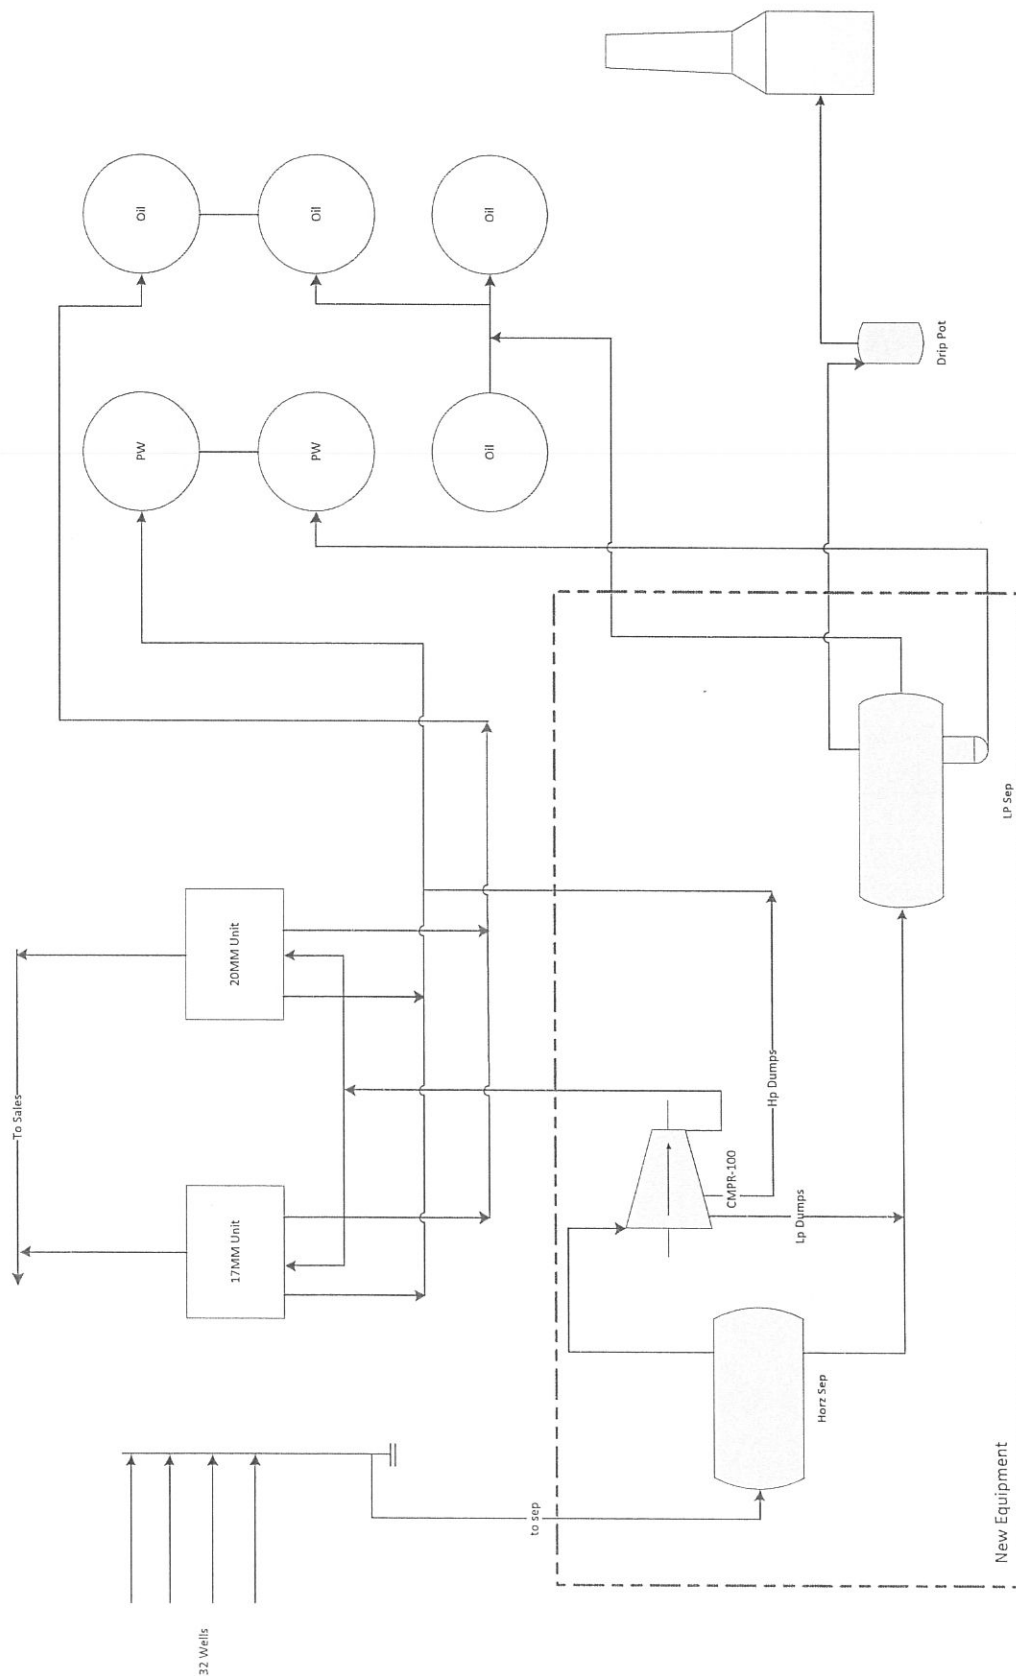 32 Wells
to sep
17MM Unit
20MM Unit
To Sales
PW
PW
Oil
Oil
Oil
Oil
New Equipment
Horz Sep
CMPR-100
Lp Dumps
Hp Dumps
LP Sep
Drip Pot